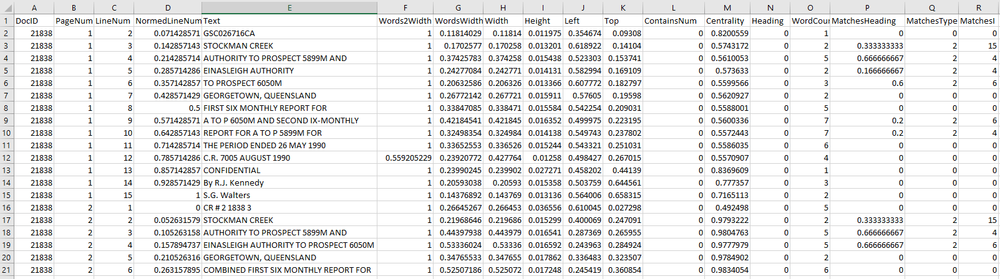 A B C D E F G H I J K L M N O P Q R
1 DocID PageNum LineNum NormedLineNum Text Words2Width WordsWidth Width Height Left Top ContainsNum Centrality Heading WordCour MatchesHeading MatchesType MatchesI
2 21838 1 2 0.071428571 GSC026716CA 1 0.11814029 0.11814 0.011975 0.354674 0.09308 0 0.8200559 0 1 0 0 0
3 21838 1 3 0.142857143 STOCKMAN CREEK 1 0.1702577 0.170258 0.013201 0.618922 0.14104 0 0.5743172 0 2 0.333333333 2 15
4 21838 1 4 0.214285714 AUTHORITY TO PROSPECT 5899M AND 1 0.37425783 0.374258 0.015438 0.523303 0.153741 0 0.5610053 0 5 0.666666667 2 4
5 21838 1 5 0.285714286 EINASLEIGH AUTHORITY 1 0.24277084 0.242771 0.014131 0.582994 0.169109 0 0.573633 0 2 0.166666667 2 4
6 21838 1 6 0.357142857 TO PROSPECT 6050M 1 0.20632586 0.206326 0.013366 0.607772 0.182797 0 0.5599566 0 3 0.6 2 6
7 21838 1 7 0.428571429 GEORGETOWN, QUEENSLAND 1 0.26772142 0.267721 0.015911 0.57605 0.19598 0 0.5620927 0 2 0 0 0
8 21838 1 8 0.5 FIRST SIX MONTHLY REPORT FOR 1 0.33847085 0.338471 0.015584 0.542254 0.209031 0 0.5588001 0 5 0 0 0
9 21838 1 9 0.571428571 A TO P 6050M AND SECOND IX-MONTHLY 1 0.42184541 0.421845 0.016352 0.499975 0.223195 0 0.5600336 0 7 0.2 2 6
10 21838 1 10 0.642857143 REPORT FOR A TO P 5899M FOR 1 0.32498354 0.324984 0.014138 0.549743 0.237802 0 0.5572443 0 7 0.2 2 4
11 21838 1 11 0.714285714 THE PERIOD ENDED 26 MAY 1990 1 0.33652553 0.336526 0.015244 0.543321 0.251031 0 0.5586035 0 6 0 0 0
12 21838 1 12 0.785714286 C.R. 7005 AUGUST 1990 0.559205229 0.23920772 0.427764 0.01258 0.498427 0.267015 0 0.5570907 0 4 0 0 0
13 21838 1 13 0.857142857 CONFIDENTIAL 1 0.23990245 0.239902 0.027271 0.458202 0.44139 0 0.8369609 0 1 0 0 0
14 21838 1 14 0.928571429 By R.J. Kennedy 1 0.20593038 0.20593 0.015358 0.503759 0.644561 0 0.777357 0 3 0 0 0
15 21838 1 15 1 S.G. Walters 1 0.14376892 0.143769 0.013136 0.564006 0.658315 0 0.7165113 0 2 0 0 0
16 21838 2 1 0 CR # 2 1838 3 1 0.26645267 0.266453 0.036556 0.610045 0.027298 0 0.492498 0 5 0 0 0
17 21838 2 2 0.052631579 STOCKMAN CREEK 1 0.21968646 0.219686 0.015299 0.400069 0.247091 0 0.9793222 0 2 0.333333333 2 15
18 21838 2 3 0.105263158 AUTHORITY TO PROSPECT 5899M AND 1 0.44397938 0.443979 0.016541 0.287369 0.265955 0 0.9804763 0 5 0.666666667 2 4
19 21838 2 4 0.157894737 EINASLEIGH AUTHORITY TO PROSPECT 6050M 1 0.53336024 0.53336 0.016592 0.243963 0.284924 0 0.9777979 0 5 0.666666667 2 6
20 21838 2 5 0.210526316 GEORGETOWN, QUEENSLAND 1 0.34765533 0.347655 0.017862 0.336483 0.323507 0 0.9784902 0 2 0 0 0
21 21838 2 6 0.263157895 COMBINED FIRST SIX MONTHLY REPORT FOR 1 0.52507186 0.525072 0.017248 0.245419 0.360854 0 0.9834054 0 6 0 0 0